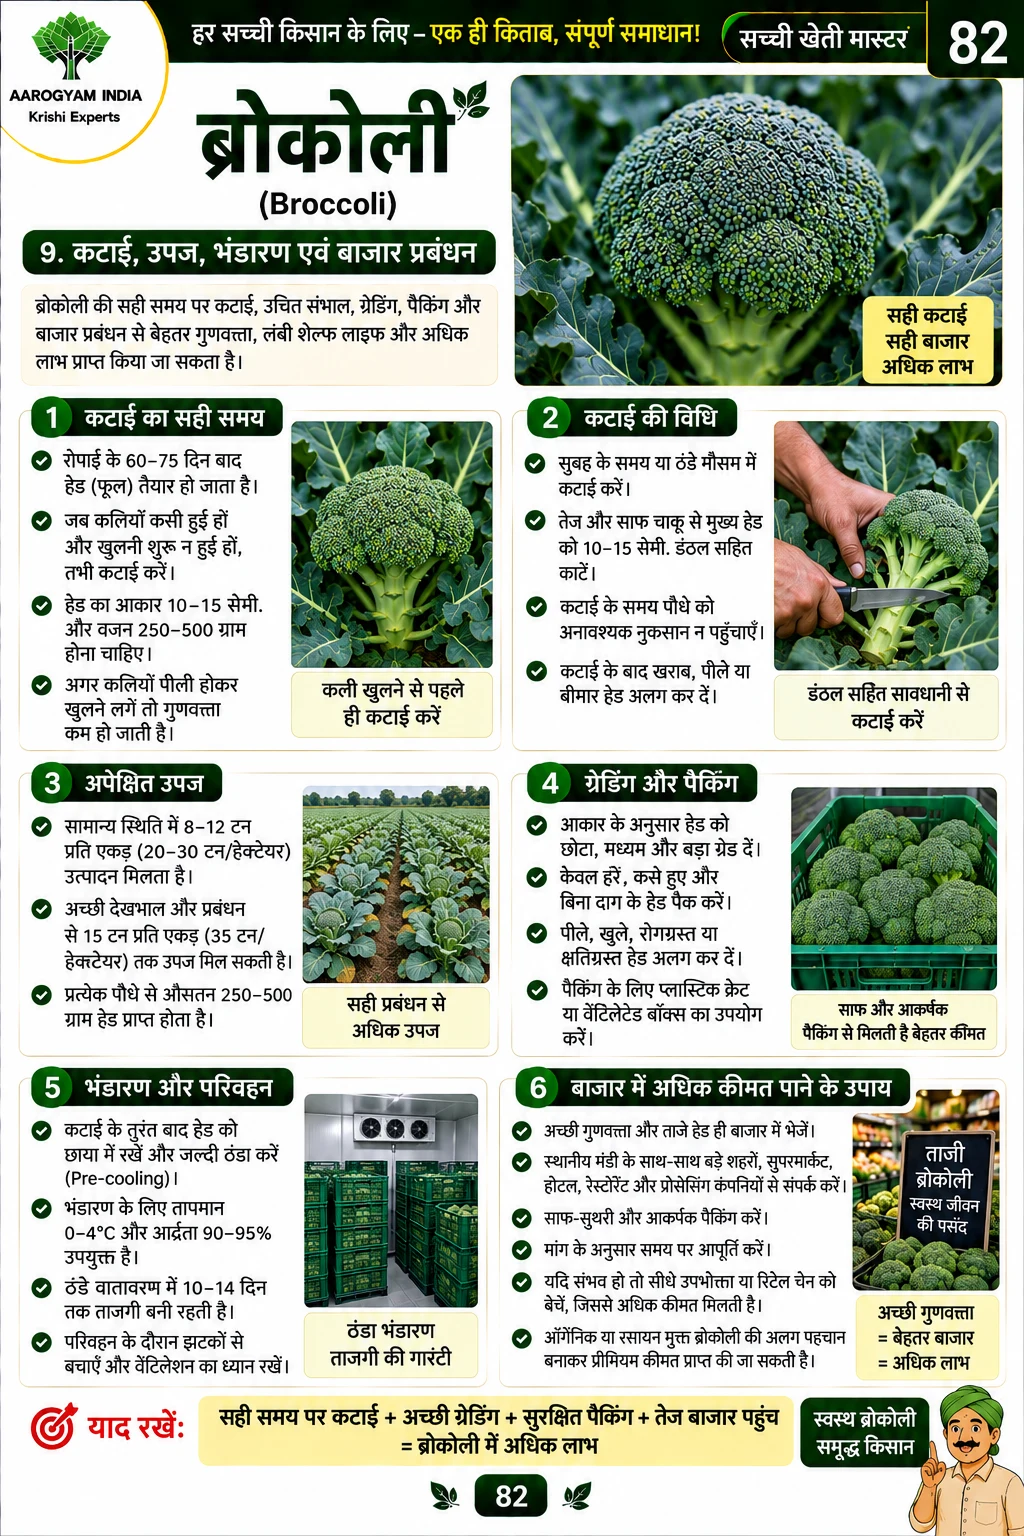 हर सच्ची किसान के लिए – एक ही किताब, संपूर्ण समाधान!
सच्ची खेती मास्टर
82
AAROGYAM INDIA
Krishi Experts
ब्रोकोली
(Broccoli)
9. कटाई, उपज, भंडारण एवं बाजार प्रबंधन
ब्रोकोली की सही समय पर कटाई, उचित संभाल, ग्रेडिंग, पैकिंग और
बाजार प्रबंधन से बेहतर गुणवत्ता, लंबी शेल्फ लाइफ और अधिक
लाभ प्राप्त किया जा सकता है।
सही कटाई
सही बाजार
अधिक लाभ
1 कटाई का सही समय
रोपाई के 60–75 दिन बाद
हेड (फूल) तैयार हो जाता है।
जब कलियाँ कसी हुई हों
और खुलनी शुरू न हुई हों,
तभी कटाई करें।
हेड का आकार 10–15 सेमी.
और वजन 250–500 ग्राम
होना चाहिए।
अगर कलियाँ पीली होकर
खुलने लगें तो गुणवत्ता
कम हो जाती है।
कली खुलने से पहले
ही कटाई करें
2 कटाई की विधि
सुबह के समय या ठंडे मौसम में
कटाई करें।
तेज और साफ चाकू से मुख्य हेड
को 10–15 सेमी. डंठल सहित
काटें।
कटाई के समय पौधे को
अनावश्यक नुकसान न पहुँचाएँ।
कटाई के बाद खराब, पीले या
बीमार हेड अलग कर दें।
डंठल सहित सावधानी से
कटाई करें
3 अपेक्षित उपज
सामान्य स्थिति में 8–12 टन
प्रति एकड़ (20–30 टन/हेक्टेयर)
उत्पादन मिलता है।
अच्छी देखभाल और प्रबंधन
से 15 टन प्रति एकड़ (35 टन/
हेक्टेयर) तक उपज मिल सकती है।
प्रत्येक पौधे से औसतन 250–500
ग्राम हेड प्राप्त होता है।
सही प्रबंधन से
अधिक उपज
4 ग्रेडिंग और पैकिंग
आकार के अनुसार हेड को
छोटा, मध्यम और बड़ा ग्रेड दें।
केवल हरे, कसे हुए और
बिना दाग के हेड पैक करें।
पीले, खुले, रोगग्रस्त या
क्षतिग्रस्त हेड अलग कर दें।
पैकिंग के लिए प्लास्टिक क्रेट
या वेंटिलेटेड बॉक्स का उपयोग
करें।
साफ और आकर्षक
पैकिंग से मिलती है बेहतर कीमत
5 भंडारण और परिवहन
कटाई के तुरंत बाद हेड को
छाया में रखें और जल्दी ठंडा करें
(Pre-cooling)।
भंडारण के लिए तापमान
0–4°C और आर्द्रता 90–95%
उपयुक्त है।
ठंडे वातावरण में 10–14 दिन
तक ताजगी बनी रहती है।
परिवहन के दौरान झटकों से
बचाएँ और वेंटिलेशन का ध्यान रखें।
ठंडा भंडारण
ताजगी की गारंटी
6 बाजार में अधिक कीमत पाने के उपाय
अच्छी गुणवत्ता और ताजे हेड ही बाजार में भेजें।
स्थानीय मंडी के साथ-साथ बड़े शहरों, सुपरमार्केट,
होटल, रेस्टोरेंट और प्रोसेसिंग कंपनियों से संपर्क करें।
साफ-सुथरी और आकर्षक पैकिंग करें।
मांग के अनुसार समय पर आपूर्ति करें।
यदि संभव हो तो सीधे उपभोक्ता या रिटेल चेन को
बेचें, जिससे अधिक कीमत मिलती है।
ऑर्गेनिक या रसायन मुक्त ब्रोकोली की अलग पहचान
बनाकर प्रीमियम कीमत प्राप्त की जा सकती है।
ताजी
ब्रोकोली
स्वस्थ जीवन
की पसंद
अच्छी गुणवत्ता
= बेहतर बाजार
= अधिक लाभ
याद रखें:
सही समय पर कटाई + अच्छी ग्रेडिंग + सुरक्षित पैकिंग + तेज बाजार पहुंच
= ब्रोकोली में अधिक लाभ
स्वस्थ ब्रोकोली
समृद्ध किसान
82